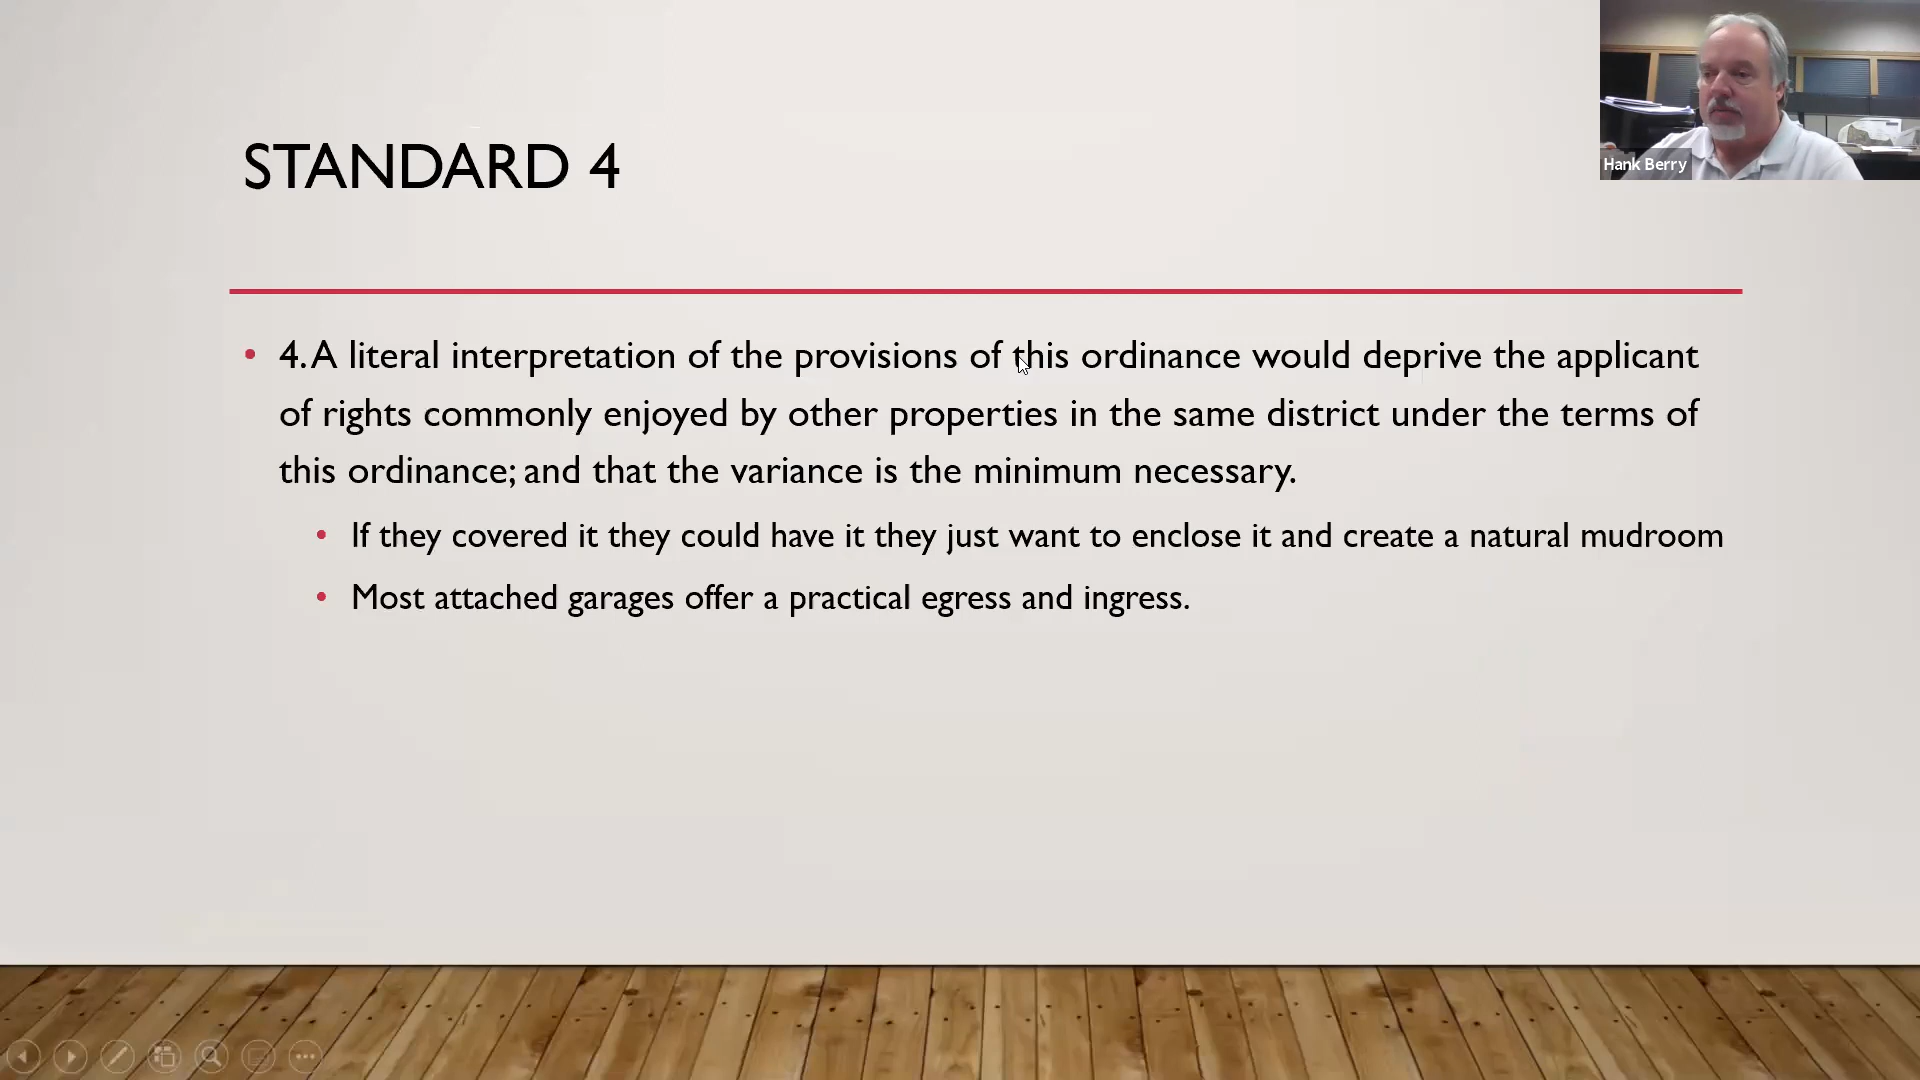 Hank Berry
STANDARD 4
• 4. A literal interpretation of the provisions of this ordinance would deprive the applicant
of rights commonly enjoyed by other properties in the same district under the terms of
this ordinance; and that the variance is the minimum necessary.
• If they covered it they could have it they just want to enclose it and create a natural mudroom
• Most attached garages offer a practical egress and ingress.